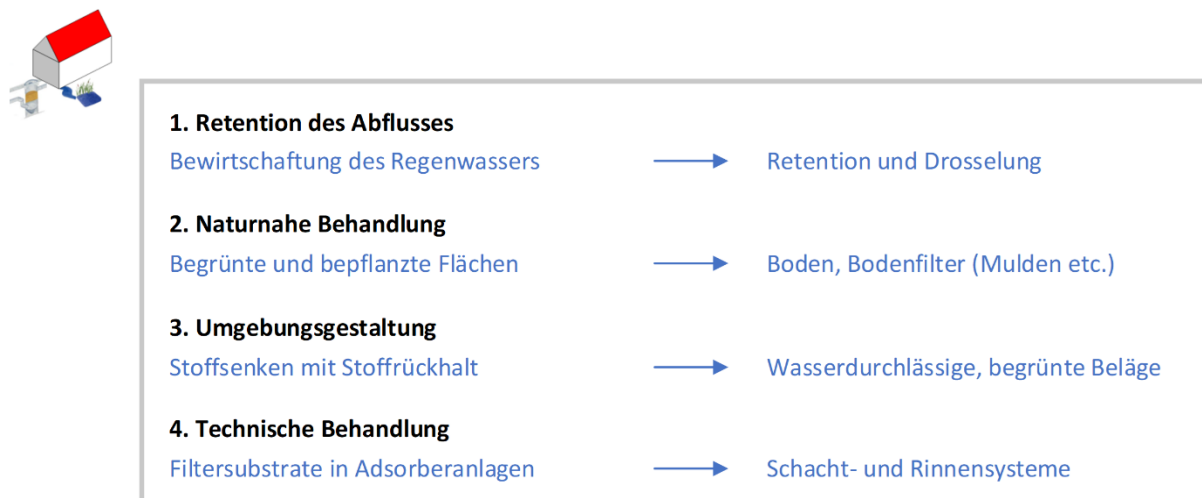 1. Retention des Abflusses
Bewirtschaftung des Regenwassers → Retention und Drosselung
2. Naturnahe Behandlung
Begrünte und bepflanzte Flächen → Boden, Bodenfilter (Mulden etc.)
3. Umgebungsgestaltung
Stoffsenken mit Stoffrückhalt → Wasserdurchlässige, begrünte Beläge
4. Technische Behandlung
Filtersubstrate in Adsorberanlagen → Schacht- und Rinnensysteme